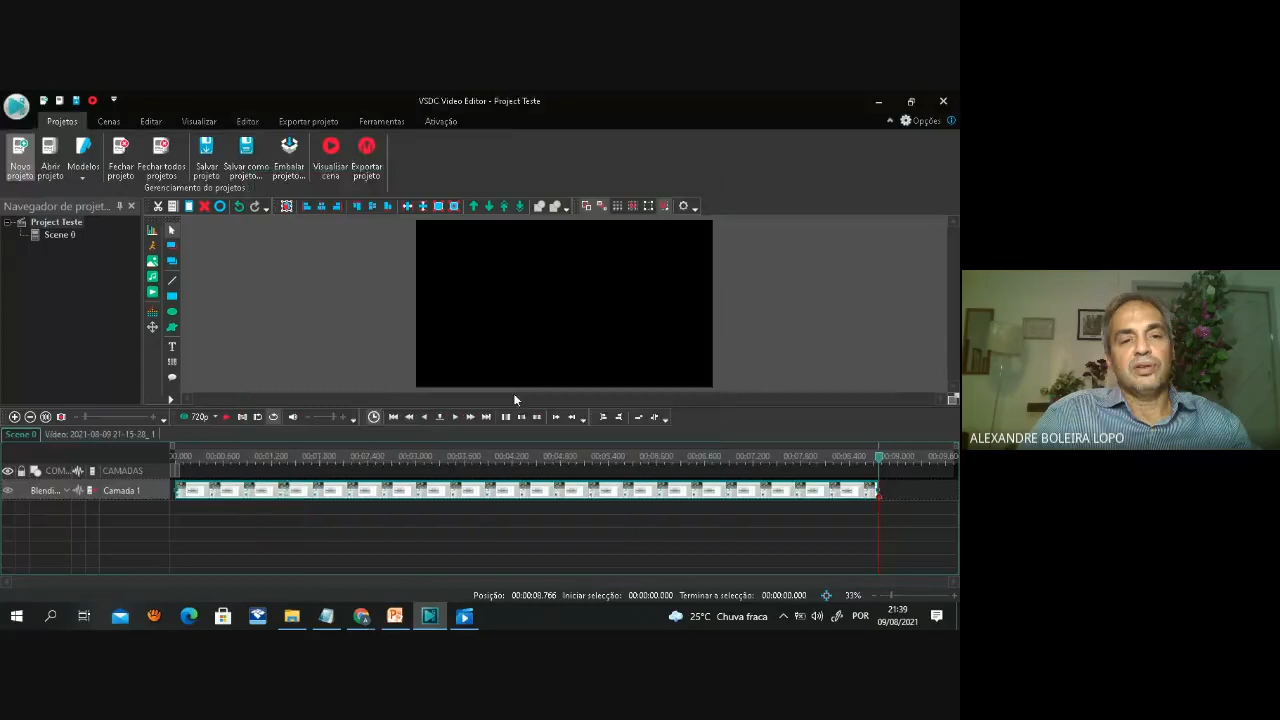 VSDC Video Editor - Project Teste
Projetos Cenas Editar Visualizar Editor Exportar projeto Ferramentas Ativação Opções
Novo projeto
Abrir projeto
Modelos
Fechar projeto
Fechar todos projetos
Salvar projeto
Salvar como projeto...
Embalar projeto...
Visualizar cena
Exportar projeto
Gerenciamento do projetos
Navegador de projet...
Project Teste
Scene 0
720p
Scene 0 Vídeo: 2021-08-09 21-15-28_1
COM... CAMADAS
Blendi... Camada 1
Posição: 00:00:08.766 Iniciar selecção: 00:00:00.000 Terminar a selecção: 00:00:00.000 33%
25°C Chuva fraca POR
21:39
09/08/2021
ALEXANDRE BOLEIRA LOPO